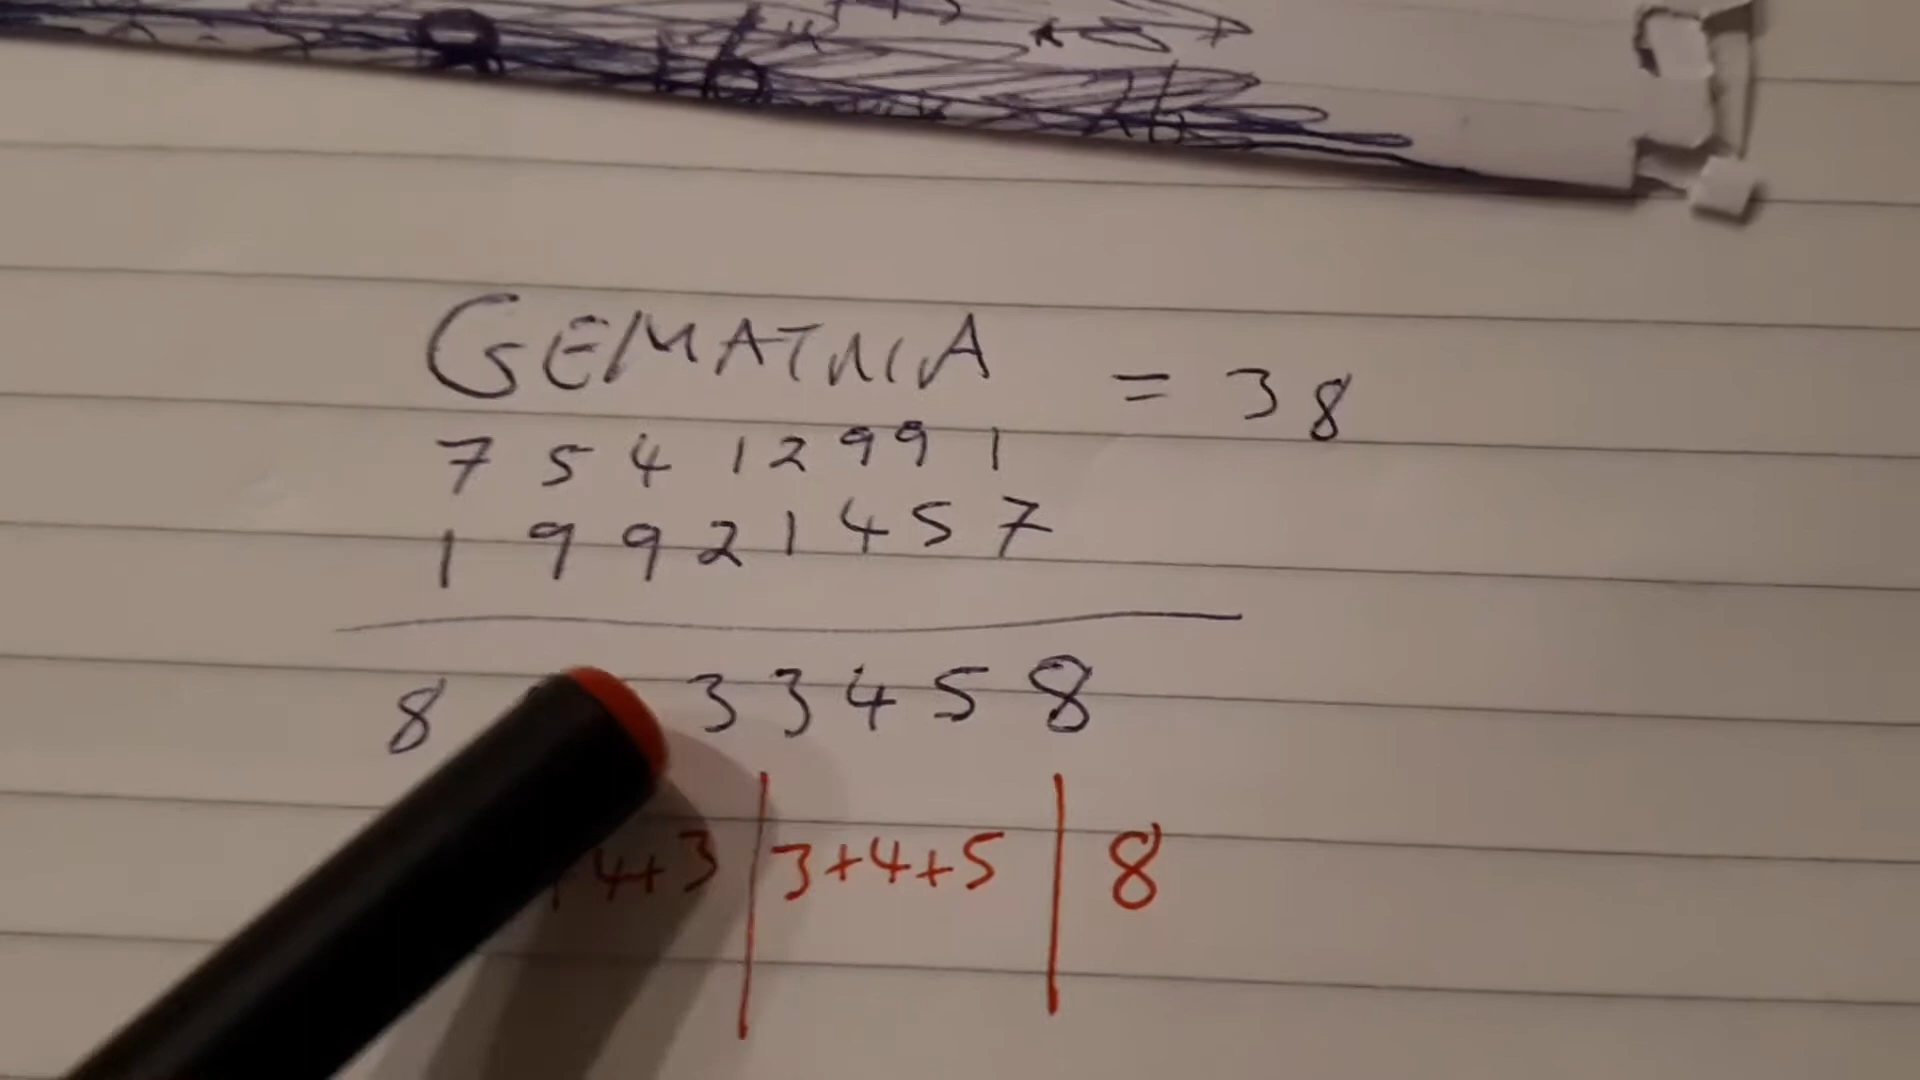 GEMATRIA = 38
7 5 4 1 2 9 9 1
1 9 9 2 1 4 5 7
8 3 3 4 5 8
4+3 | 3+4+5 | 8